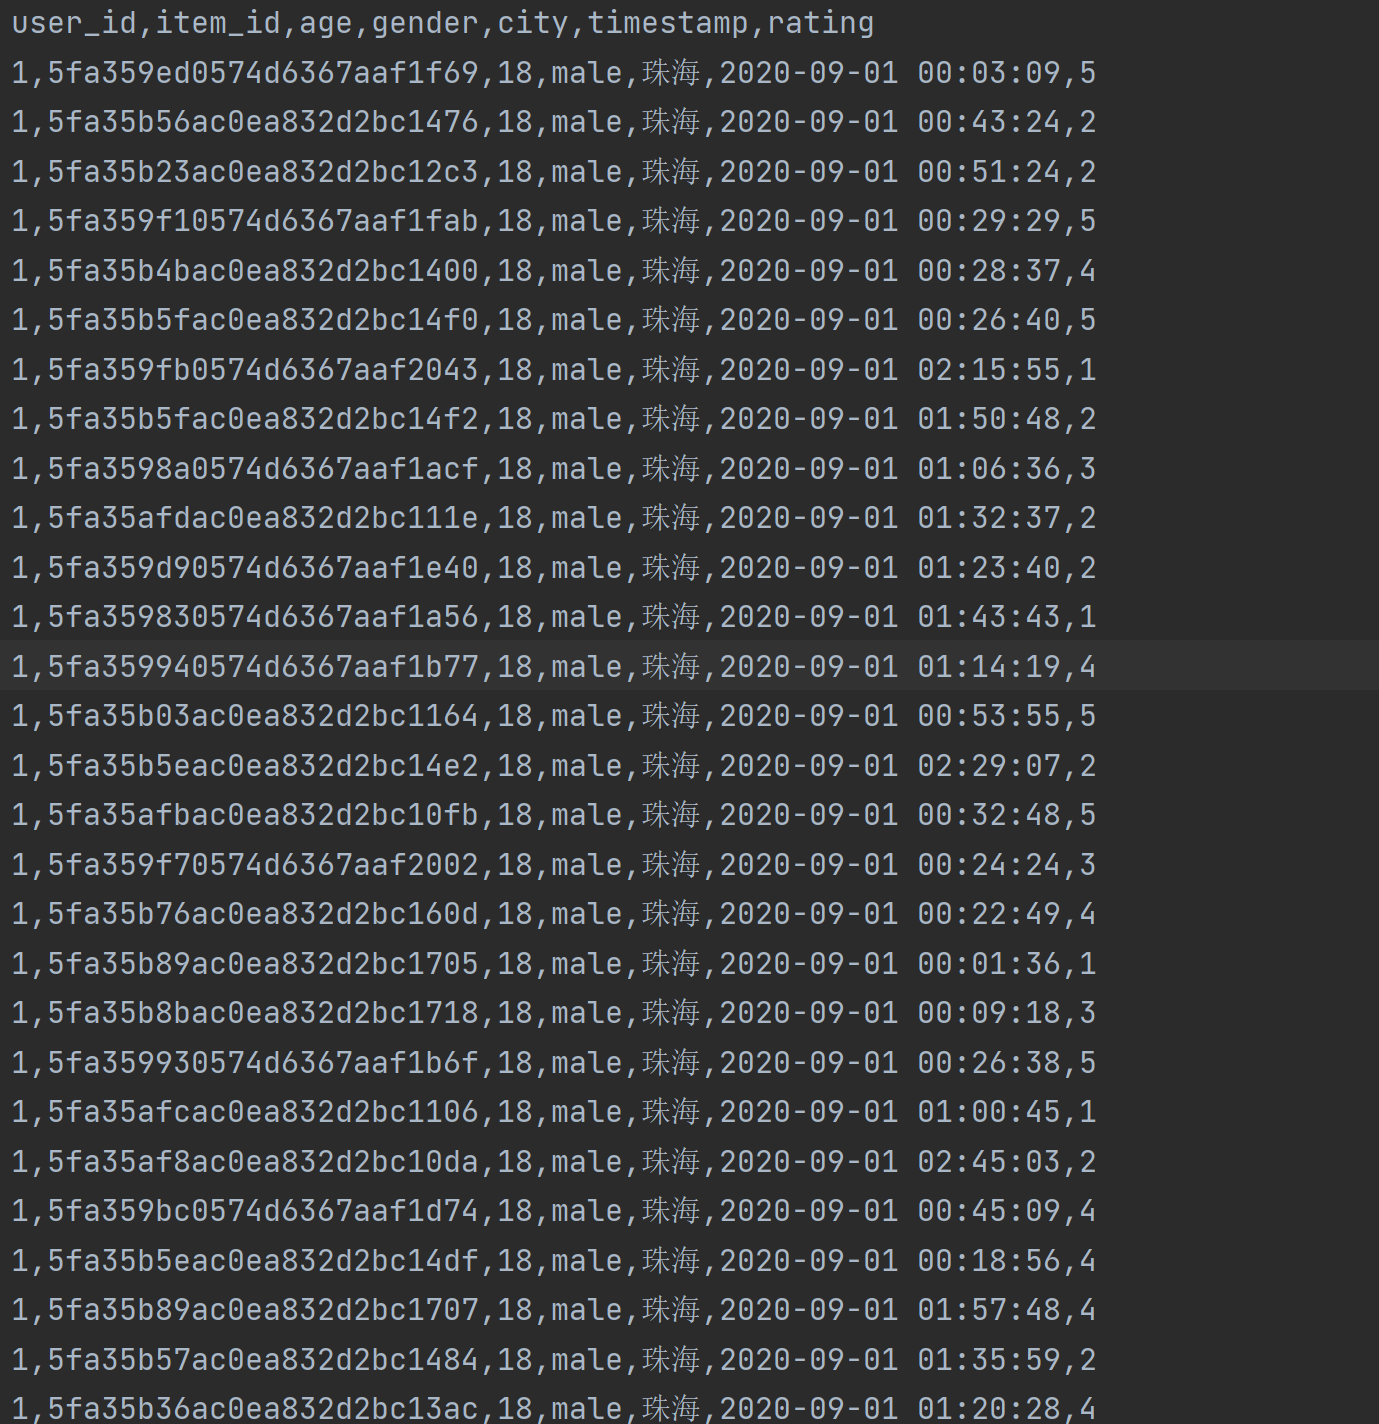 user_id,item_id,age,gender,city,timestamp,rating
1,5fa359ed0574d6367aaf1f69,18,male,珠海,2020-09-01 00:03:09,5
1,5fa35b56ac0ea832d2bc1476,18,male,珠海,2020-09-01 00:43:24,2
1,5fa35b23ac0ea832d2bc12c3,18,male,珠海,2020-09-01 00:51:24,2
1,5fa359f10574d6367aaf1fab,18,male,珠海,2020-09-01 00:29:29,5
1,5fa35b4bac0ea832d2bc1400,18,male,珠海,2020-09-01 00:28:37,4
1,5fa35b5fac0ea832d2bc14f0,18,male,珠海,2020-09-01 00:26:40,5
1,5fa359fb0574d6367aaf2043,18,male,珠海,2020-09-01 02:15:55,1
1,5fa35b5fac0ea832d2bc14f2,18,male,珠海,2020-09-01 01:50:48,2
1,5fa3598a0574d6367aaf1acf,18,male,珠海,2020-09-01 01:06:36,3
1,5fa35afdac0ea832d2bc111e,18,male,珠海,2020-09-01 01:32:37,2
1,5fa359d90574d6367aaf1e40,18,male,珠海,2020-09-01 01:23:40,2
1,5fa359830574d6367aaf1a56,18,male,珠海,2020-09-01 01:43:43,1
1,5fa359940574d6367aaf1b77,18,male,珠海,2020-09-01 01:14:19,4
1,5fa35b03ac0ea832d2bc1164,18,male,珠海,2020-09-01 00:53:55,5
1,5fa35b5eac0ea832d2bc14e2,18,male,珠海,2020-09-01 02:29:07,2
1,5fa35afbac0ea832d2bc10fb,18,male,珠海,2020-09-01 00:32:48,5
1,5fa359f70574d6367aaf2002,18,male,珠海,2020-09-01 00:24:24,3
1,5fa35b76ac0ea832d2bc160d,18,male,珠海,2020-09-01 00:22:49,4
1,5fa35b89ac0ea832d2bc1705,18,male,珠海,2020-09-01 00:01:36,1
1,5fa35b8bac0ea832d2bc1718,18,male,珠海,2020-09-01 00:09:18,3
1,5fa359930574d6367aaf1b6f,18,male,珠海,2020-09-01 00:26:38,5
1,5fa35afcac0ea832d2bc1106,18,male,珠海,2020-09-01 01:00:45,1
1,5fa35af8ac0ea832d2bc10da,18,male,珠海,2020-09-01 02:45:03,2
1,5fa359bc0574d6367aaf1d74,18,male,珠海,2020-09-01 00:45:09,4
1,5fa35b5eac0ea832d2bc14df,18,male,珠海,2020-09-01 00:18:56,4
1,5fa35b89ac0ea832d2bc1707,18,male,珠海,2020-09-01 01:57:48,4
1,5fa35b57ac0ea832d2bc1484,18,male,珠海,2020-09-01 01:35:59,2
1,5fa35b36ac0ea832d2bc13ac,18,male,珠海,2020-09-01 01:20:28,4